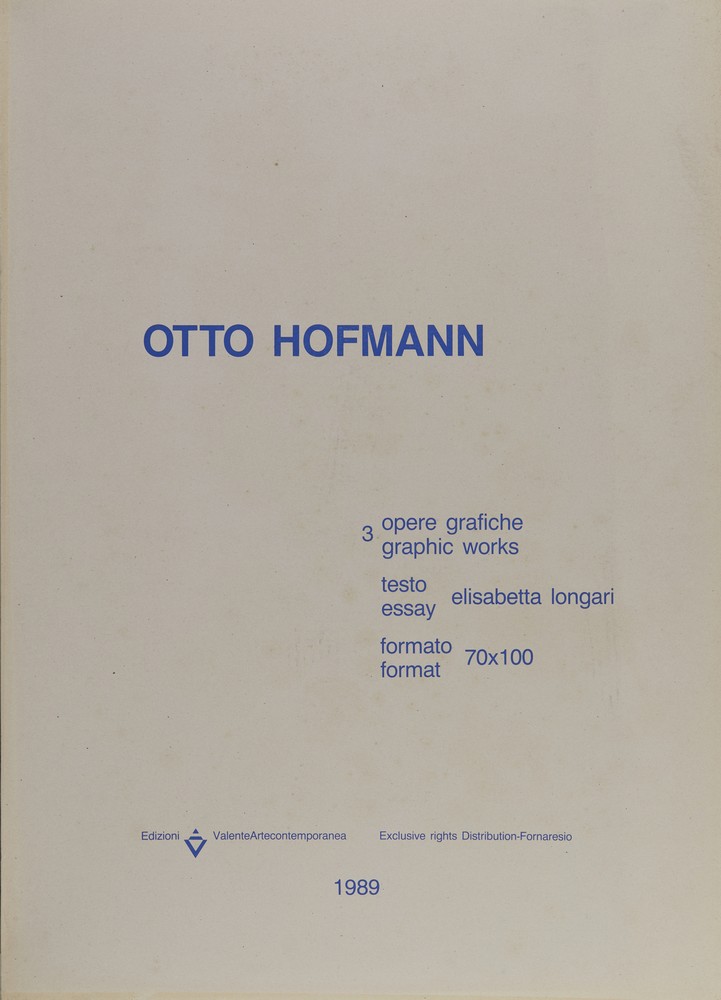 OTTO HOFMANN
3 opere grafiche
graphic works
testo
essay elisabetta longari
formato
format 70x100
Edizioni ValenteArtecontemporanea Exclusive rights Distribution-Fornaresio
1989